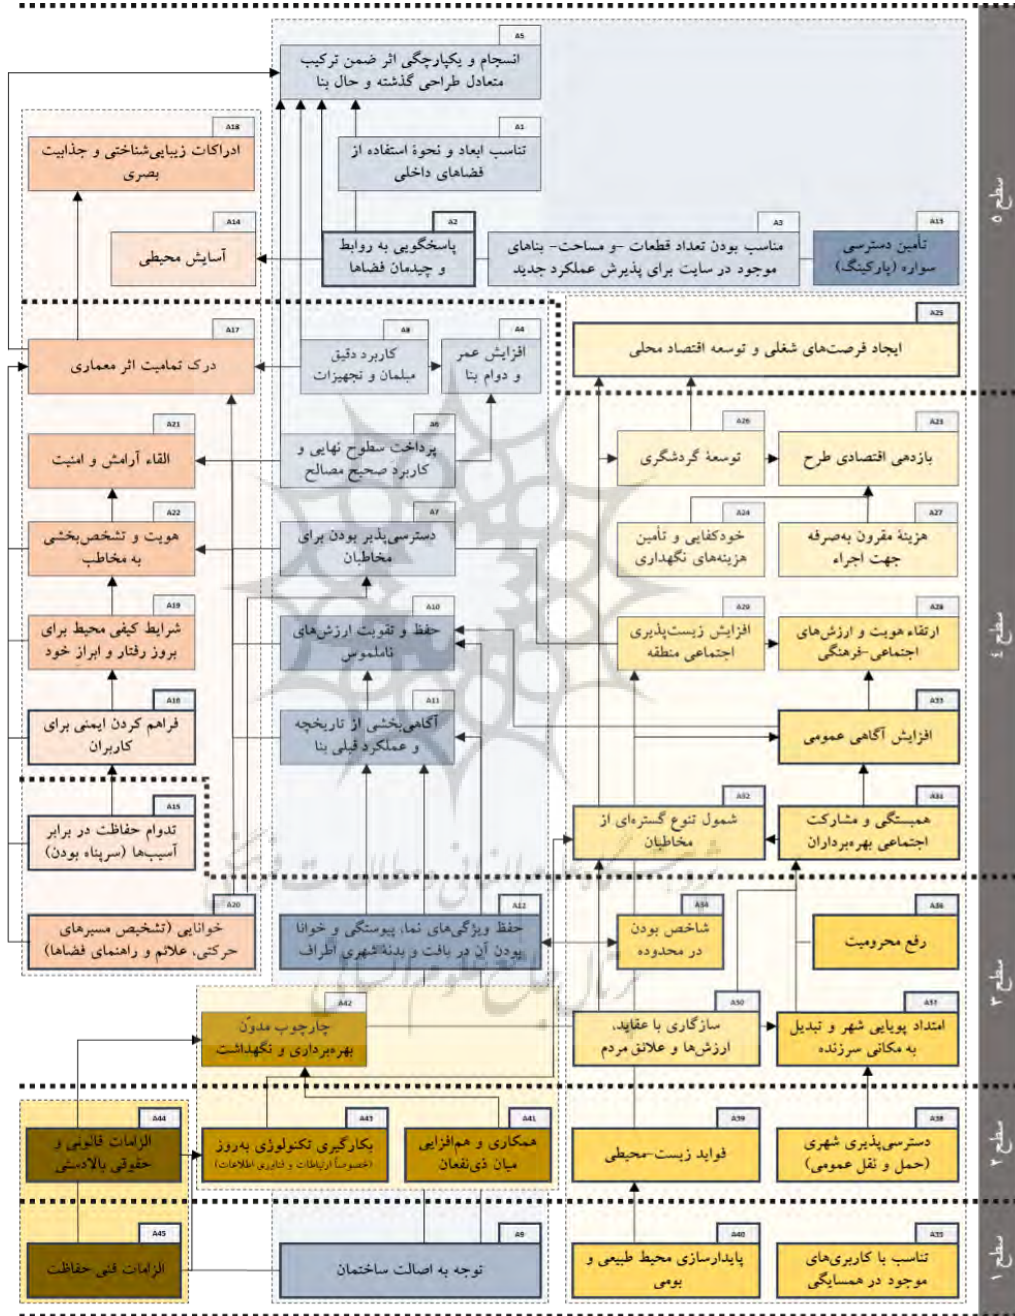 سطح ۵
A5
انسجام و یکپارچگی اثر ضمن ترکیب
متعادل طراحی گذشته و حال بنا
A1
تناسب ابعاد و نحوۀ استفاده از
فضاهای داخلی
A18
ادراکات زیبایی‌شناختی و جذابیت
بصری
A13
تأمین دسترسی
سواره (پارکینگ)
A3
مناسب بودن تعداد قطعات -و مساحت- بناهای
موجود در سایت برای پذیرش عملکرد جدید
A2
پاسخگویی به روابط
و چیدمان فضاها
A14
آسایش محیطی
A25
ایجاد فرصت‌های شغلی و توسعه اقتصاد محلی
A4
افزایش عمر
و دوام بنا
A8
کاربرد دقیق
مبلمان و تجهیزات
A17
درک تمامیت اثر معماری
سطح ٤
A23
بازدهی اقتصادی طرح
A26
توسعۀ گردشگری
A6
پرداخت سطوح نهایی و
کاربرد صحیح مصالح
A21
القاء آرامش و امنیت
A27
هزینۀ مقرون به‌صرفه
جهت اجراء
A24
خودکفایی و تأمین
هزینه‌های نگهداری
A7
دسترسی‌پذیر بودن برای
مخاطبان
A22
هویت و تشخص‌بخشی
به مخاطب
A28
ارتقاء هویت و ارزش‌های
اجتماعی-فرهنگی
A29
افزایش زیست‌پذیری
اجتماعی منطقه
A10
حفظ و تقویت ارزش‌های
ناملموس
A19
شرایط کیفی محیط برای
بروز رفتار و ابراز خود
A33
افزایش آگاهی عمومی
A11
آگاهی‌بخشی از تاریخچه
و عملکرد قبلی بنا
A16
فراهم کردن ایمنی برای
کاربران
A31
همبستگی و مشارکت
اجتماعی بهره‌برداران
A32
شمول تنوع گسترده‌ای از
مخاطبان
A15
تدوام حفاظت در برابر
آسیب‌ها (سرپناه بودن)
سطح ۳
A36
رفع محرومیت
A34
شاخص بودن
در محدوده
A12
حفظ ویژگی‌های نما، پیوستگی و خوانا
بودن آن در بافت و بدنۀ شهری اطراف
A20
خوانایی (تشخیص مسیرهای
حرکتی، علائم و راهنمای فضاها)
پرتال جامع علوم انسانی
A37
امتداد پویایی شهر و تبدیل
به مکانی سرزنده
A30
سازگاری با عقاید،
ارزش‌ها و علائق مردم
A42
چارچوب مدوّن
بهره‌برداری و نگهداشت
سطح ۲
A38
دسترسی‌پذیری شهری
(حمل و نقل عمومی)
A39
فواید زیست-محیطی
A41
همکاری و هم‌افزایی
میان ذی‌نفعان
A43
بکارگیری تکنولوژی به‌روز
(خصوصاً ارتباطات و فناوری اطلاعات)
A44
الزامات قانونی و
حقوقی بالادستی
سطح ۱
A35
تناسب با کاربری‌های
موجود در همسایگی
A40
پایدارسازی محیط طبیعی و
بومی
A9
توجه به اصالت ساختمان
A45
الزامات فنی حفاظت